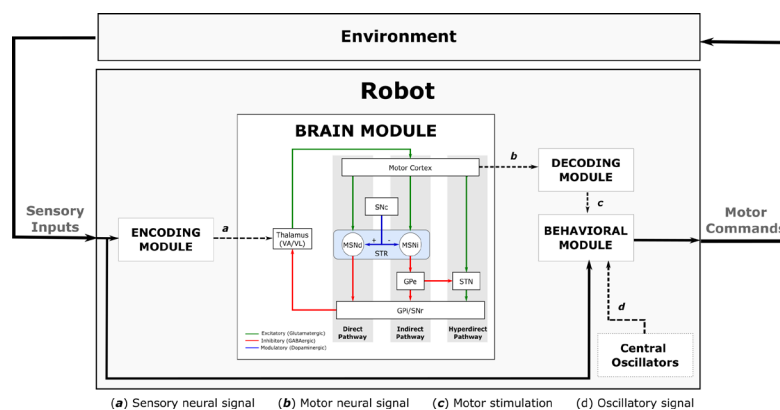 Environment
Robot
BRAIN MODULE
Motor Cortex
SNc
Thalamus
(VA/VL)
MSNd
+
-
MSNi
STR
GPe
STN
GPi/SNr
Excitatory (Glutamatergic)
Inhibitory (GABAergic)
Modulatory (Dopaminergic)
Direct
Pathway
Indirect
Pathway
Hyperdirect
Pathway
Sensory
Inputs
ENCODING
MODULE
a
b
DECODING
MODULE
c
BEHAVIORAL
MODULE
Motor
Commands
d
Central
Oscillators
(a) Sensory neural signal (b) Motor neural signal (c) Motor stimulation (d) Oscillatory signal